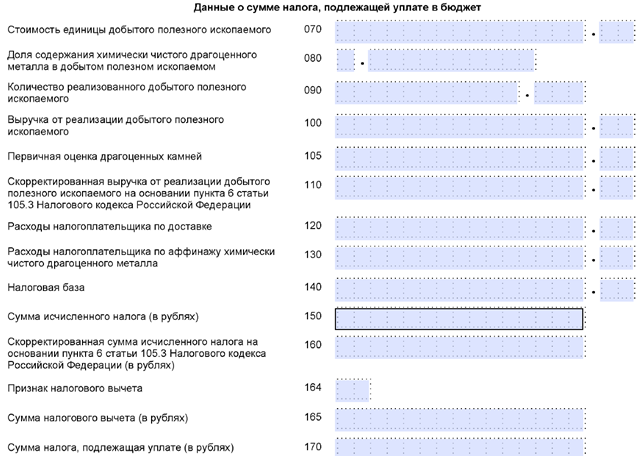 Данные о сумме налога, подлежащей уплате в бюджет
Стоимость единицы добытого полезного ископаемого 070
Доля содержания химически чистого драгоценного 080
металла в добытом полезном ископаемом
Количество реализованного добытого полезного 090
ископаемого
Выручка от реализации добытого полезного 100
ископаемого
Первичная оценка драгоценных камней 105
Скорректированная выручка от реализации добытого 110
полезного ископаемого на основании пункта 6 статьи
105.3 Налогового кодекса Российской Федерации
Расходы налогоплательщика по доставке 120
Расходы налогоплательщика по аффинажу химически 130
чистого драгоценного металла
Налоговая база 140
Сумма исчисленного налога (в рублях) 150
Скорректированная сумма исчисленного налога на 160
основании пункта 6 статьи 105.3 Налогового кодекса
Российской Федерации (в рублях)
Признак налогового вычета 164
Сумма налогового вычета (в рублях) 165
Сумма налога, подлежащая уплате (в рублях) 170